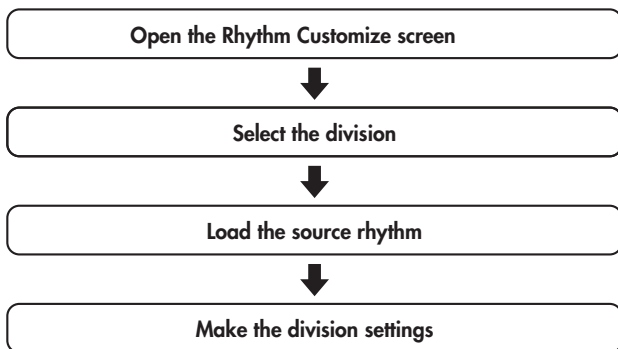 Open the Rhythm Customize screen
Select the division
Load the source rhythm
Make the division settings